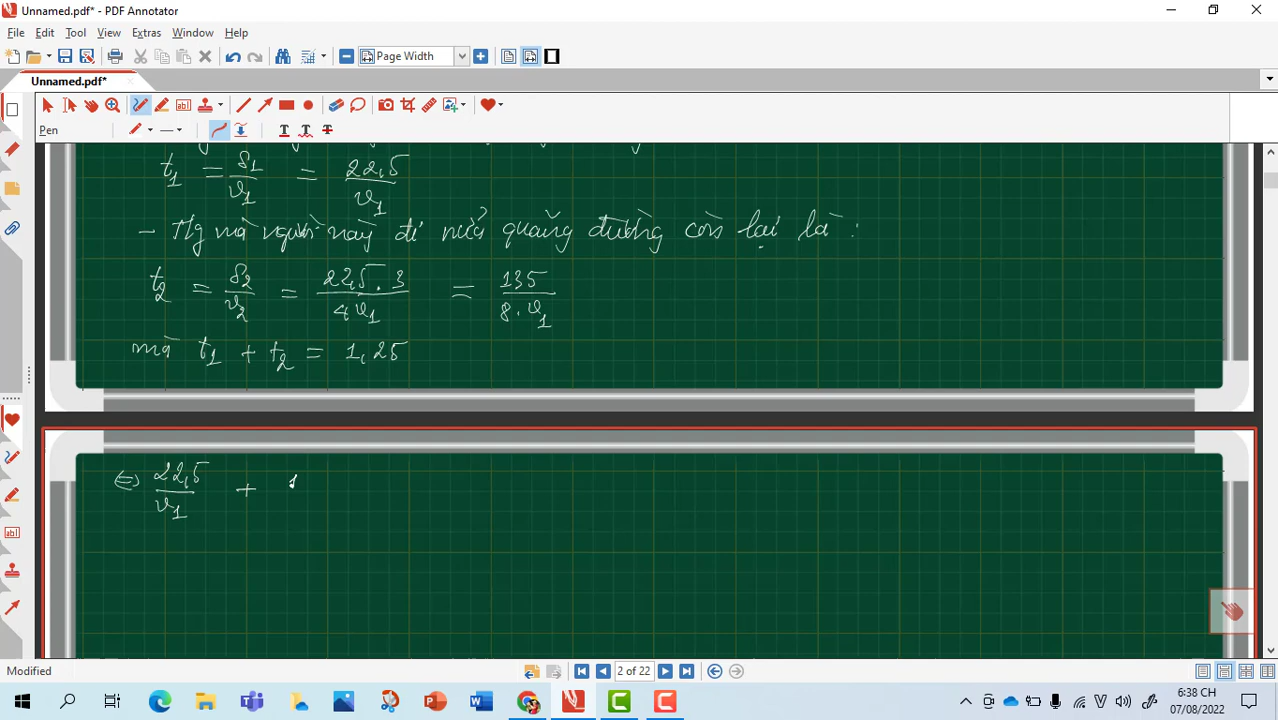 Unnamed.pdf* - PDF Annotator
File Edit Tool View Extras Window Help
Page Width
Unnamed.pdf*
Pen
t1 = s1/v1 = 22,5/v1
- Tg mà người này đi nửa quãng đường còn lại là :
t2 = s2/v2 = 22,5 . 3/4v1 = 135/8 . v1
mà t1 + t2 = 1,25
⇔ 22,5/v1 + 1
Modified
2 of 22
6:38 CH
07/08/2022